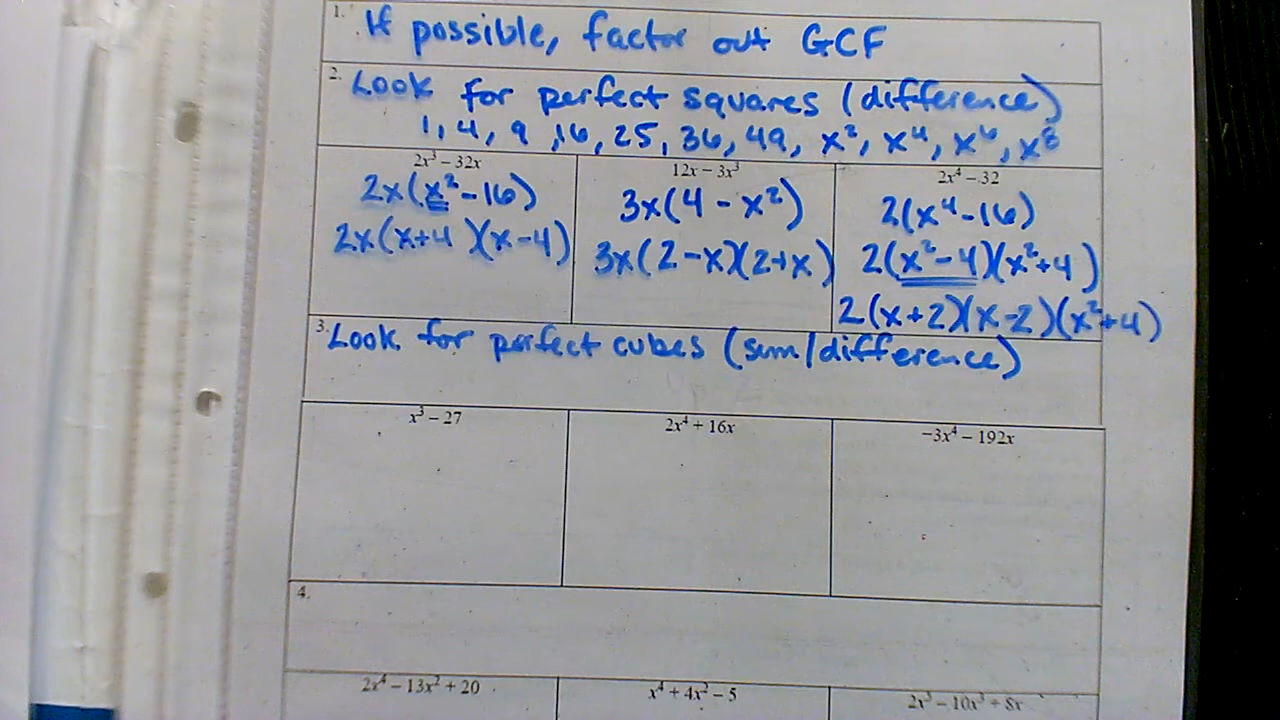 1. If possible, factor out GCF
2. Look for perfect squares (difference)
1, 4, 9, 16, 25, 36, 49, x², x⁴, x⁶, x⁸
2x³ – 32x
2x(x²-16)
2x(x+4)(x-4)
12x – 3x³
3x(4-x²)
3x(2-x)(2+x)
2x⁴ – 32
2(x⁴-16)
2(x²-4)(x²+4)
2(x+2)(x-2)(x²+4)
3. Look for perfect cubes (sum/difference)
x³ – 27
2x⁴ + 16x
–3x⁴ – 192x
4.
2x⁴ – 13x² + 20
x⁴ + 4x² – 5
2x⁵ – 10x³ + 8x